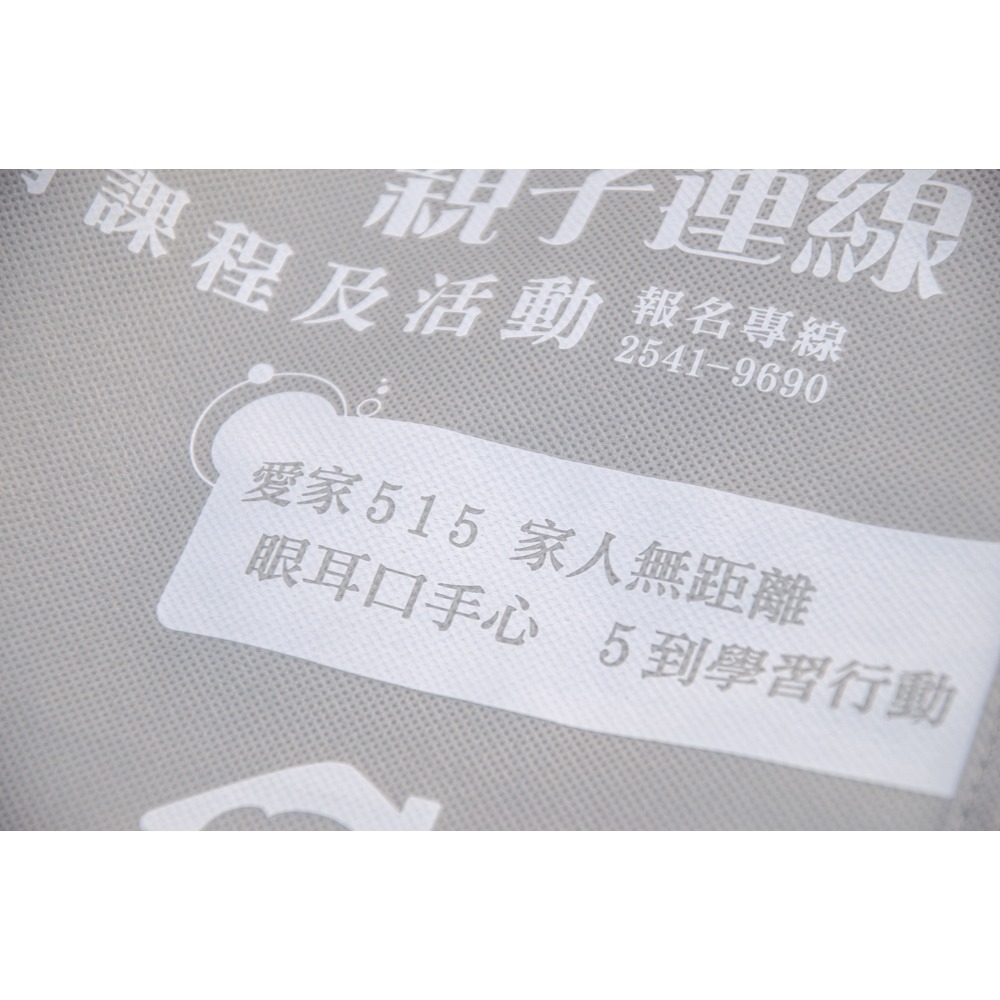 親子連線
課程及活動
報名專線
2541-9690
愛家515 家人無距離
眼耳口手心 5到學習行動